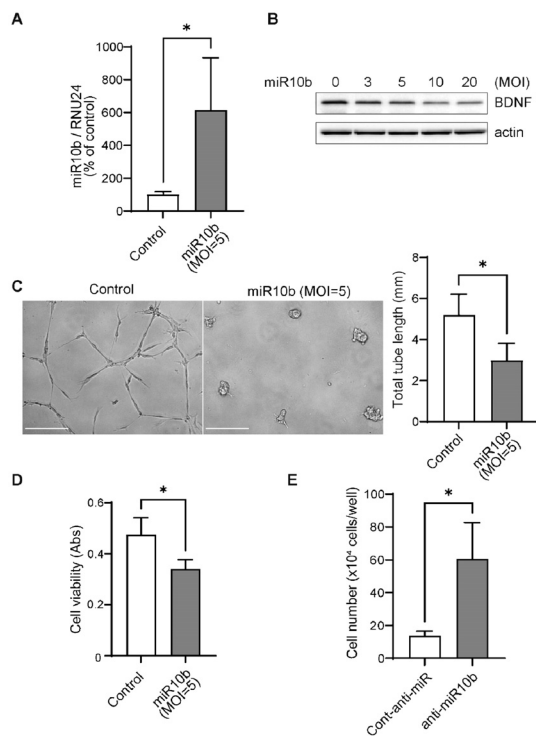 A
miR10b / RNU24
(% of control)
1000
800
600
400
200
0
*
Control
miR10b
(MOI=5)
B
miR10b 0 3 5 10 20 (MOI)
BDNF
actin
C
Control
miR10b (MOI=5)
Total tube length (mm)
8
6
4
2
0
*
Control
miR10b
(MOI=5)
D
Cell viability (Abs)
0.6
0.4
0.2
0
*
Control
miR10b
(MOI=5)
E
Cell number (x10⁴ cells/well)
100
80
60
40
20
0
*
Cont-anti-miR
anti-miR10b